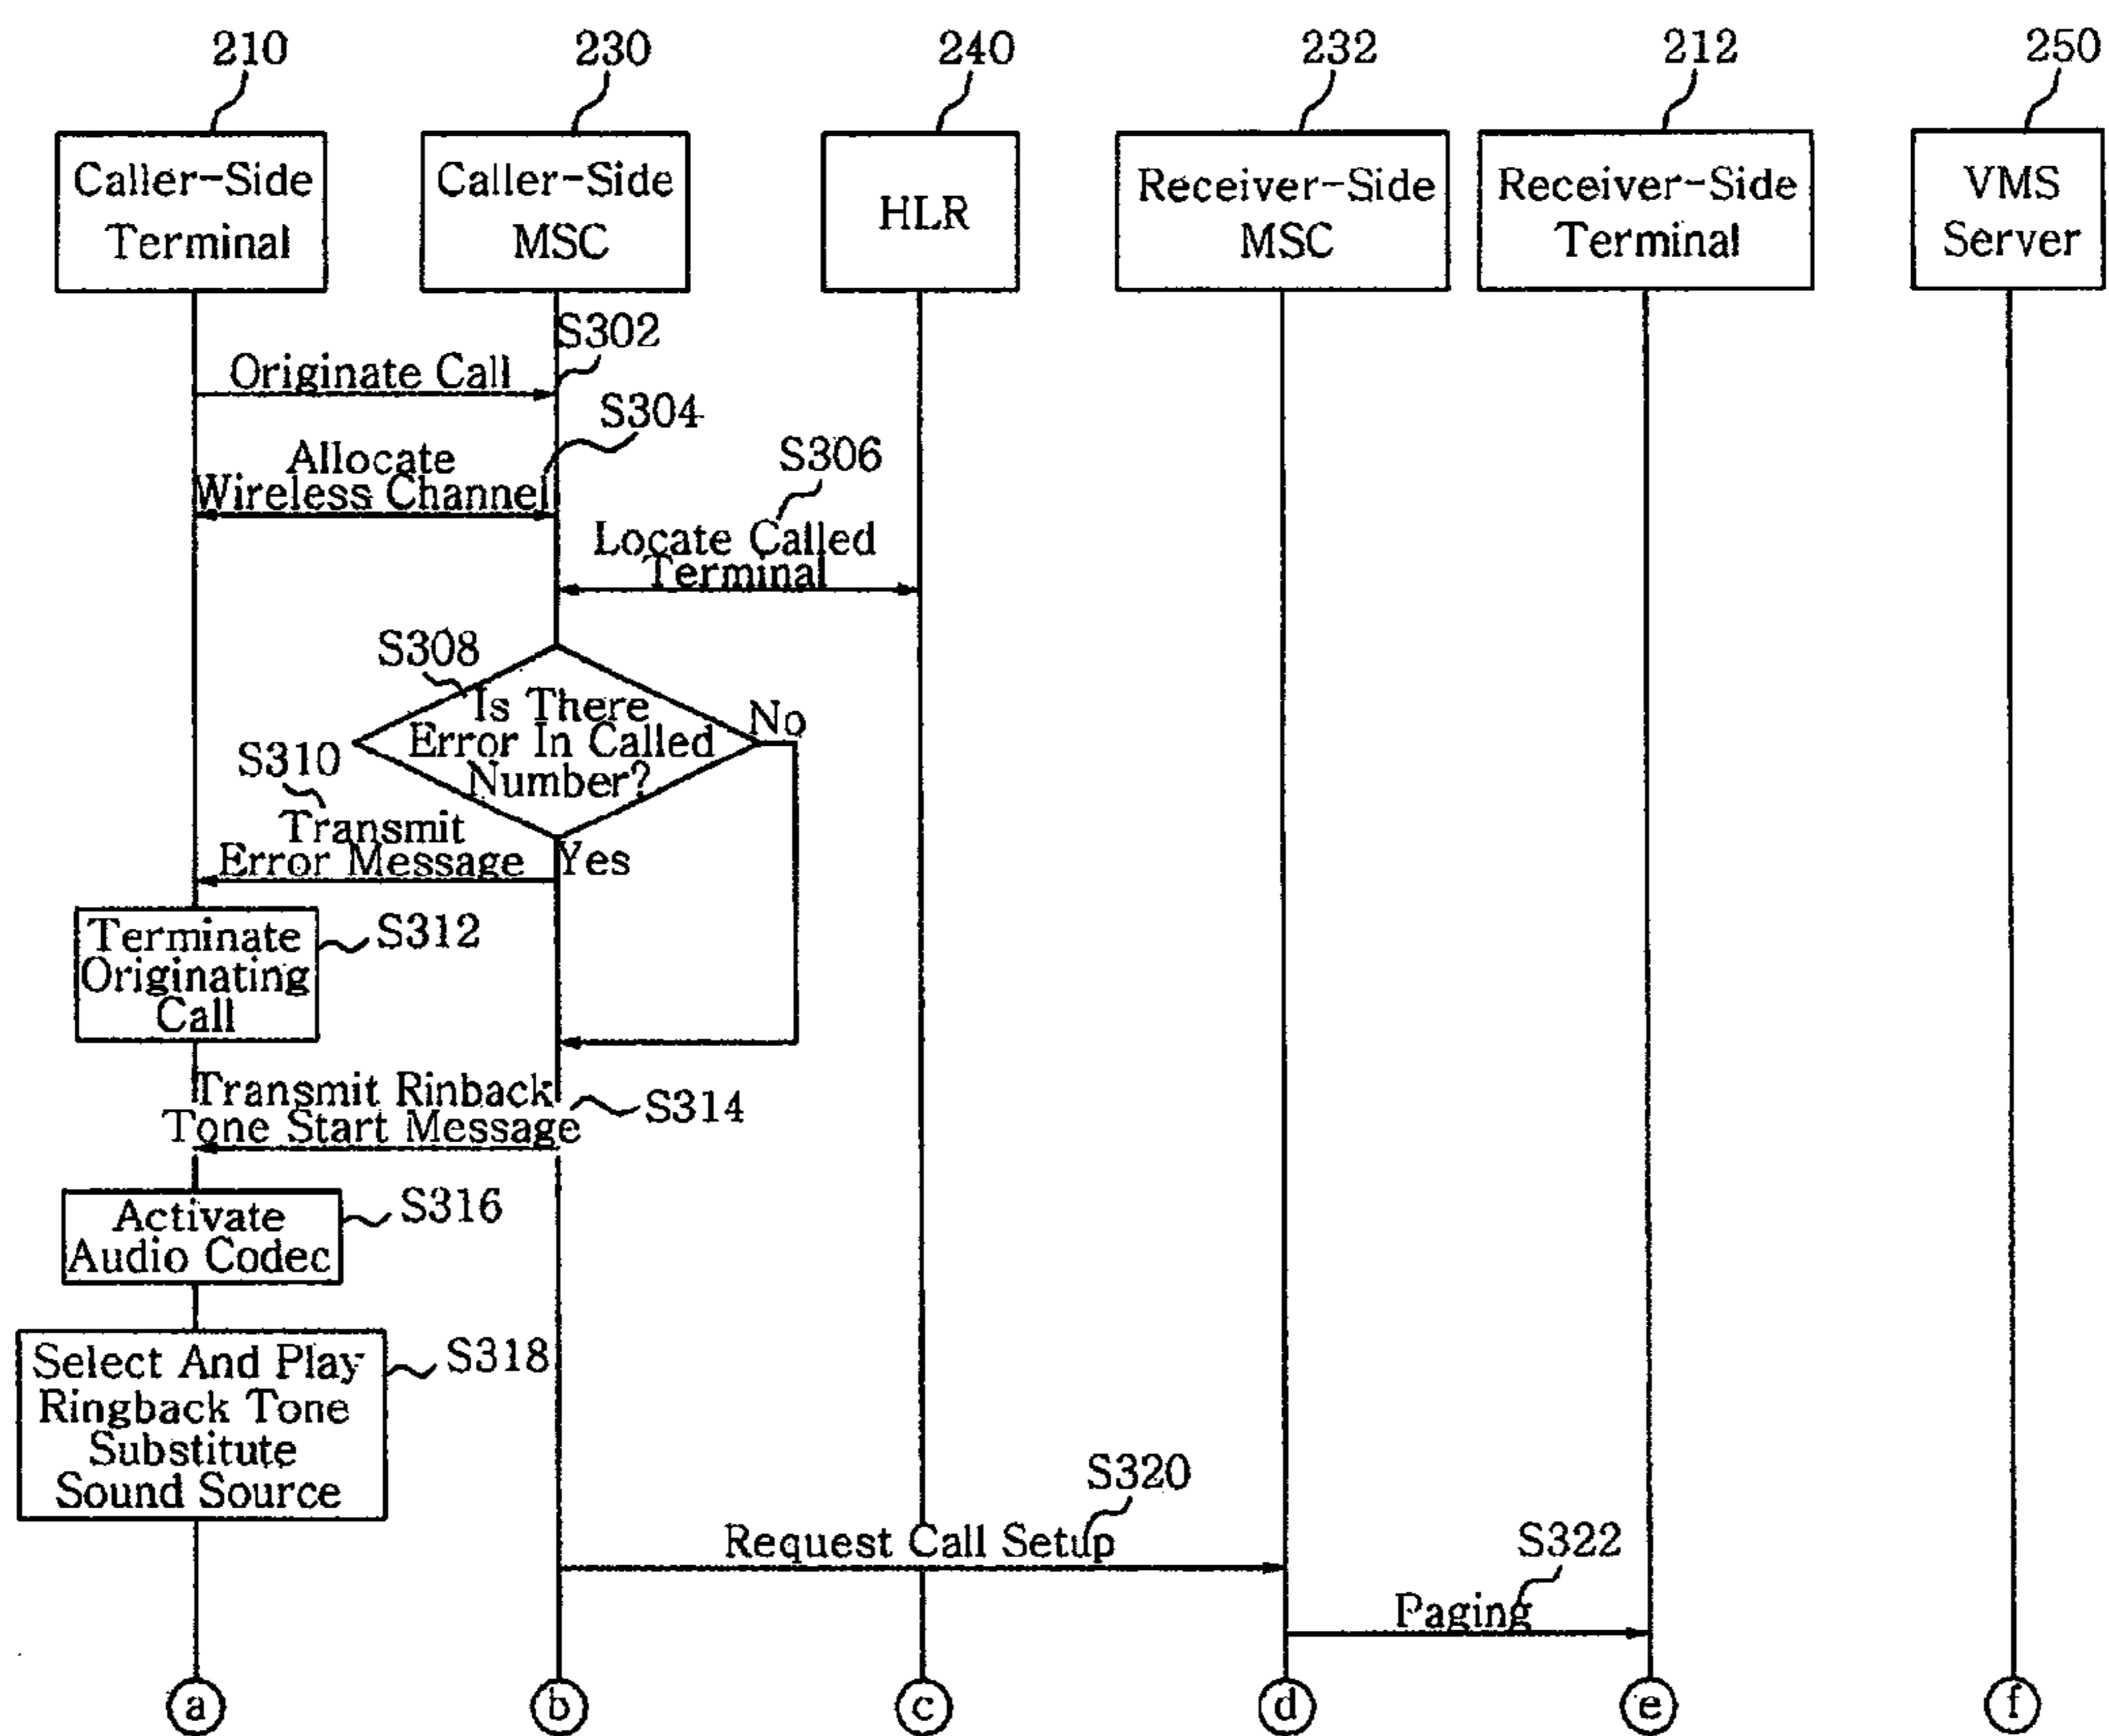 210
230
240
232
212
250
Caller-Side
Terminal
Caller-Side
MSC
HLR
Receiver-Side
MSC
Receiver-Side
Terminal
VMS
Server
S302
Originate Call
S304
Allocate
Wireless Channel
S306
Locate Called
Terminal
S308
Is There
Error In Called
Number?
No
Yes
S310
Transmit
Error Message
Terminate
Originating
Call
S312
Transmit Rinback
Tone Start Message
S314
Activate
Audio Codec
S316
Select And Play
Ringback Tone
Substitute
Sound Source
S318
S320
Request Call Setup
S322
Paging
a
b
c
d
e
f